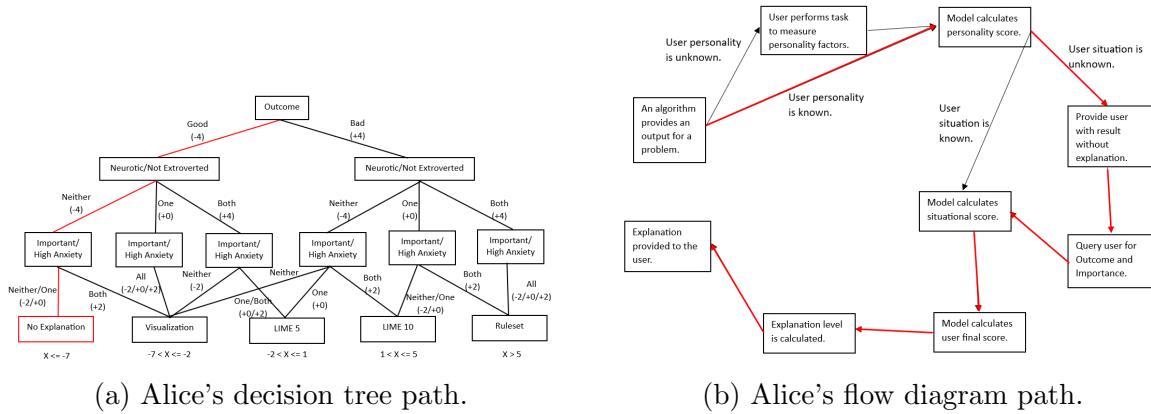 Outcome
Good
(-4)
Bad
(+4)
Neurotic/Not Extroverted
Neurotic/Not Extroverted
Neither
(-4)
One
(+0)
Both
(+4)
Neither
(-4)
One
(+0)
Both
(+4)
Important/
High Anxiety
Important/
High Anxiety
Important/
High Anxiety
Important/
High Anxiety
Important/
High Anxiety
Important/
High Anxiety
Neither/One
(-2/+0)
Both
(+2)
All
(-2/+0/+2)
Neither
(-2)
One/Both
(+0/+2)
Neither
One
(+0)
Both
(+2)
Neither/One
(-2/+0)
Both
(+2)
All
(-2/+0/+2)
No Explanation
Visualization
LIME 5
LIME 10
Ruleset
X <= -7
-7 < X <= -2
-2 < X <= 1
1 < X <= 5
X > 5
(a) Alice's decision tree path.
User performs task
to measure
personality factors.
Model calculates
personality score.
User personality
is unknown.
User situation is
unknown.
An algorithm
provides an
output for a
problem.
User personality
is known.
User
situation is
known.
Provide user
with result
without
explanation.
Model calculates
situational score.
Explanation
provided to the
user.
Query user for
Outcome and
Importance.
Explanation level
is calculated.
Model calculates
user final score.
(b) Alice's flow diagram path.